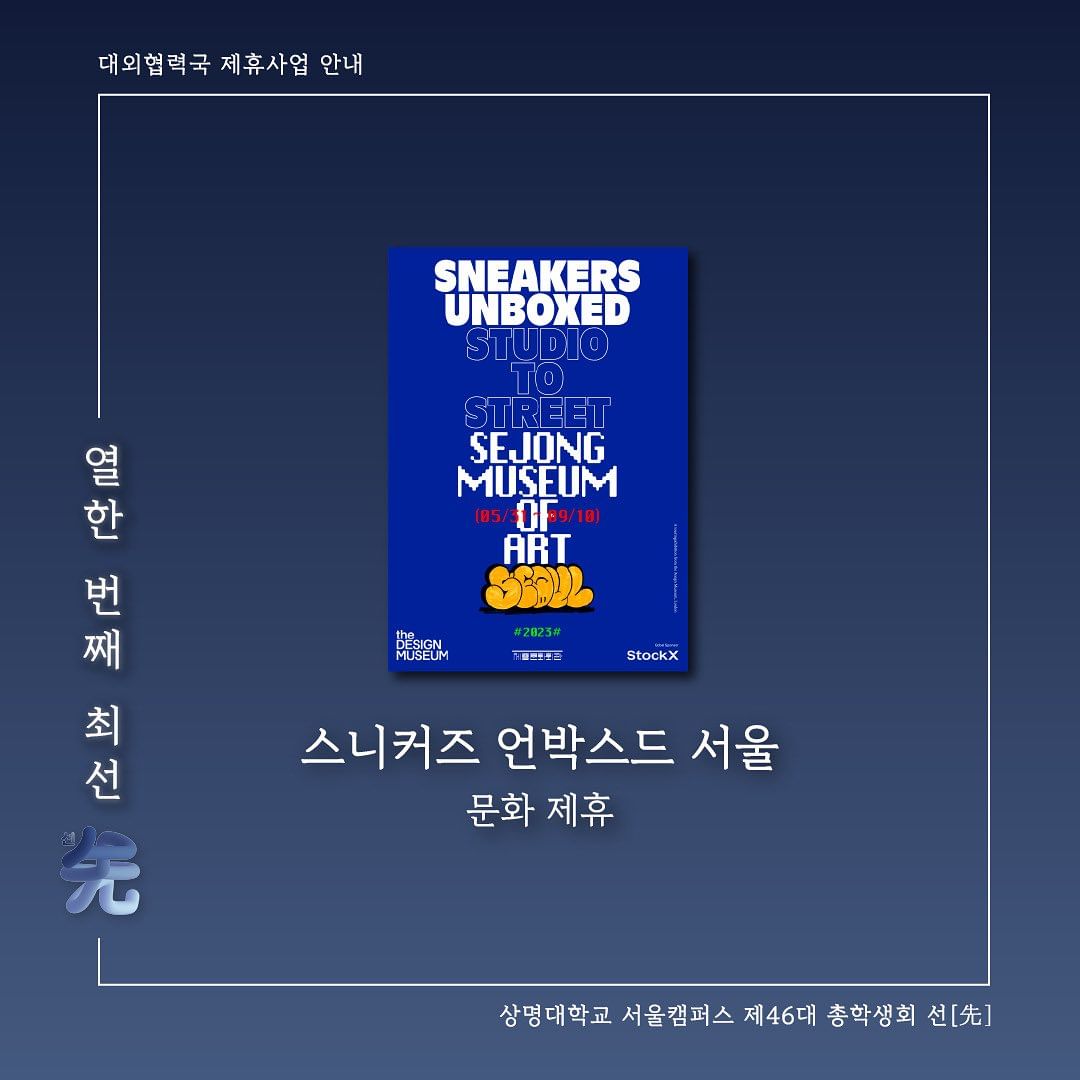 대외협력국 제휴사업 안내
SNEAKERS
UNBOXED
STUDIO
TO
STREET
SEJONG
MUSEUM
OF
(05/31 ~ 09/10)
ART
SEOUL
#2023#
the
DESIGN
MUSEUM
StockX
열한 번째 최선
선
先
스니커즈 언박스드 서울
문화 제휴
상명대학교 서울캠퍼스 제46대 총학생회 선[先]